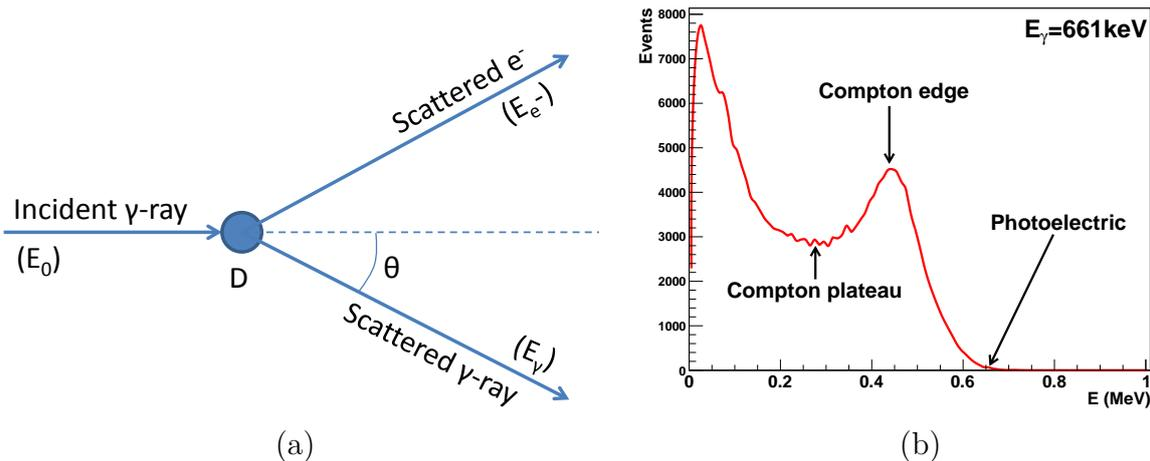 Incident γ-ray
(E₀)
D
Scattered e⁻
(Eₑ⁻)
θ
Scattered γ-ray
(Eᵧ)
(a)
Events
8000
7000
6000
5000
4000
3000
2000
1000
0
Eᵧ=661keV
Compton edge
Photoelectric
Compton plateau
0 0.2 0.4 0.6 0.8 1
E (MeV)
(b)